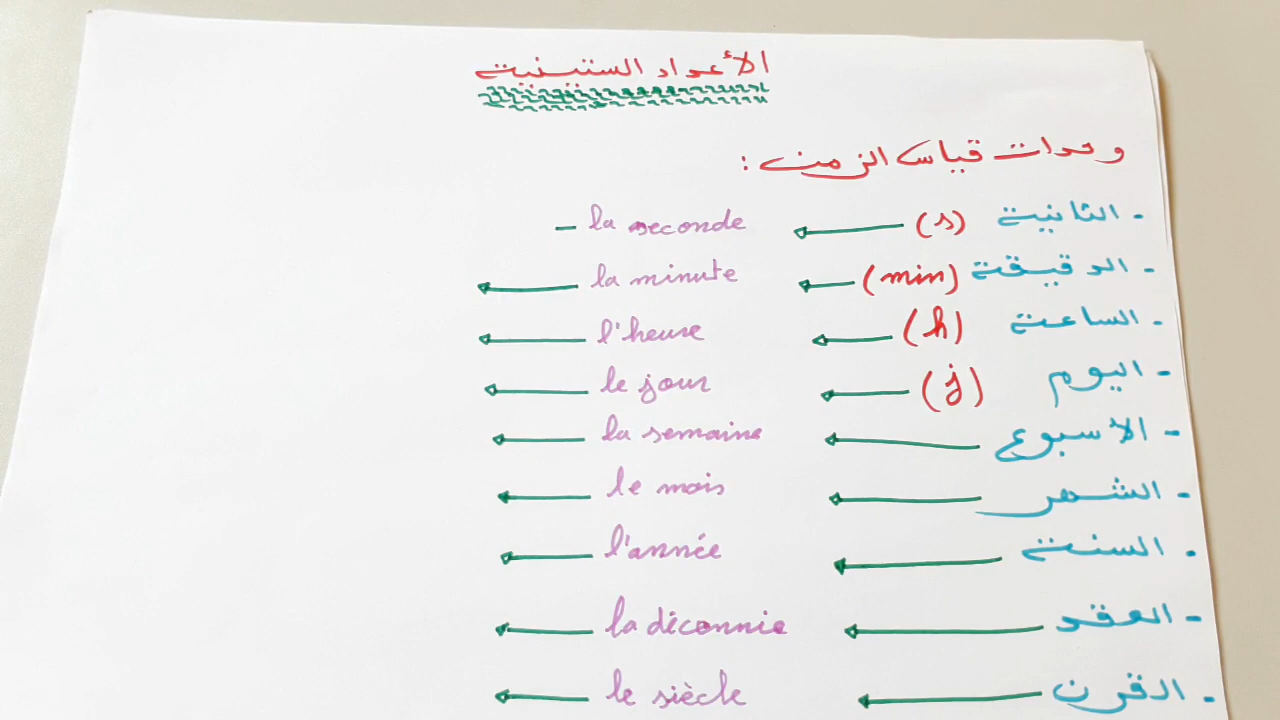 الأعداد الستينية
وحدات قياس الزمن :
- الثانية (s) la seconde
- الدقيقة (min) la minute
- الساعة (h) l'heure
- اليوم (j) le jour
- الأسبوع la semaine
- الشهر le mois
- السنة l'année
- العقد la déconnie
- القرن le siècle